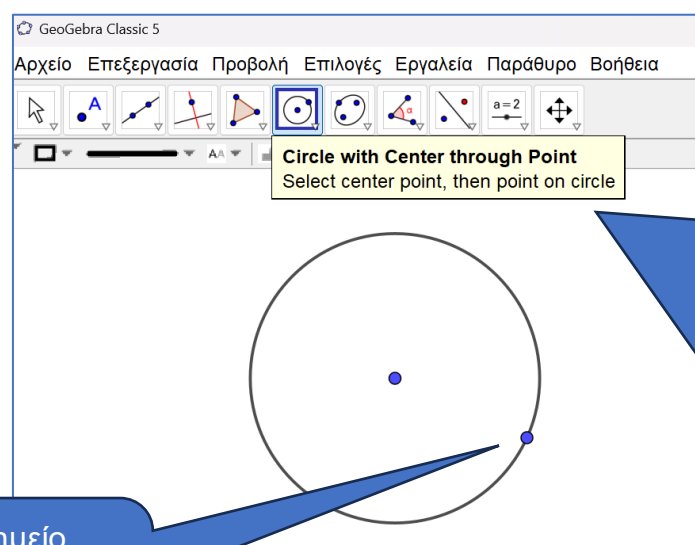 GeoGebra Classic 5
Αρχείο Επεξεργασία Προβολή Επιλογές Εργαλεία Παράθυρο Βοήθεια
A α a=2
AA
Circle with Center through Point
Select center point, then point on circle